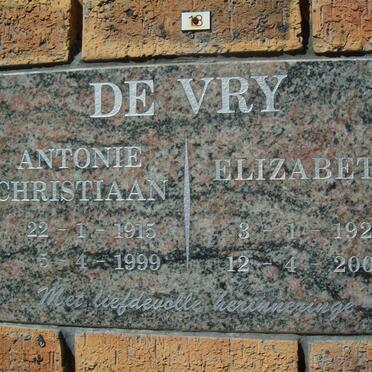 18
DE VRY
ANTONIE
CHRISTIAAN
22 - 1 - 1915
5 - 4 - 1999
ELIZABET
3 - 1 - 192
12 - 4 - 200
Met liefdevolle herinneringe